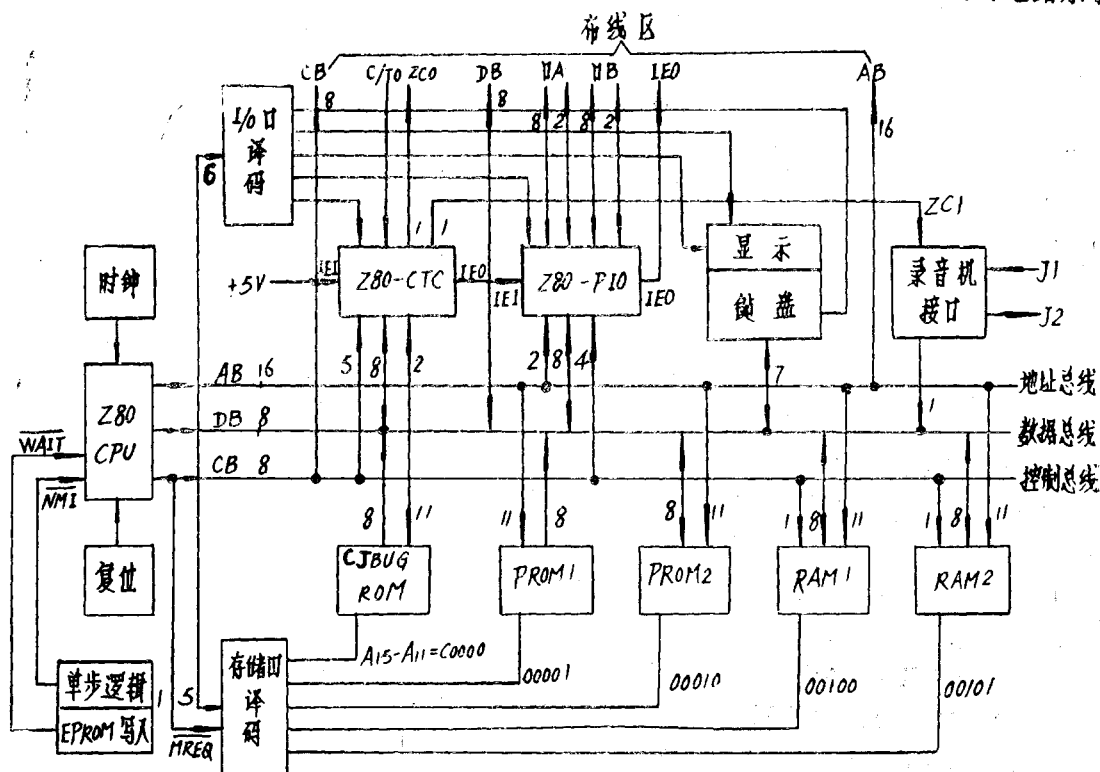 布线区
CB C/TO ZC0 DB ΠA ΠB IEO AB
8 8 8 2 8 2 16
I/O口
译
码
6
ZC1
1 1
+5V IEI Z80-CTC IEO IEI Z80-PIO IEO
显示
键盘
录音机
接口
J1
J2
时钟
5 8 2 2 8 4 7 1
AB 16 地址总线
DB 8 数据总线
CB 8 控制总线
Z80
CPU
WAIT
NMI
8 11 11 8 8 11 1 8 11 1 8 11
复位
CJBUG
ROM
PROM1
PROM2
RAM1
RAM2
A15-A11=C0000
00001
00010
00100
00101
单步逻辑
EPROM写入
1 5
MREQ
存储口
译
码